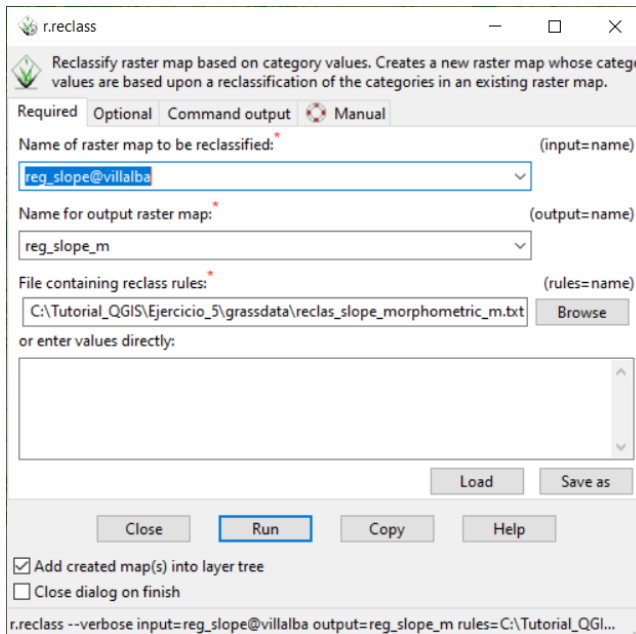 r.reclass
Reclassify raster map based on category values. Creates a new raster map whose catego
values are based upon a reclassification of the categories in an existing raster map.
Required Optional Command output Manual
Name of raster map to be reclassified:* (input=name)
reg_slope@villalba
Name for output raster map:* (output=name)
reg_slope_m
File containing reclass rules:* (rules=name)
C:\Tutorial_QGIS\Ejercicio_5\grassdata\reclas_slope_morphometric_m.txt Browse
or enter values directly:
Load Save as
Close Run Copy Help
Add created map(s) into layer tree
Close dialog on finish
r.reclass --verbose input=reg_slope@villalba output=reg_slope_m rules=C:\Tutorial_QGI...